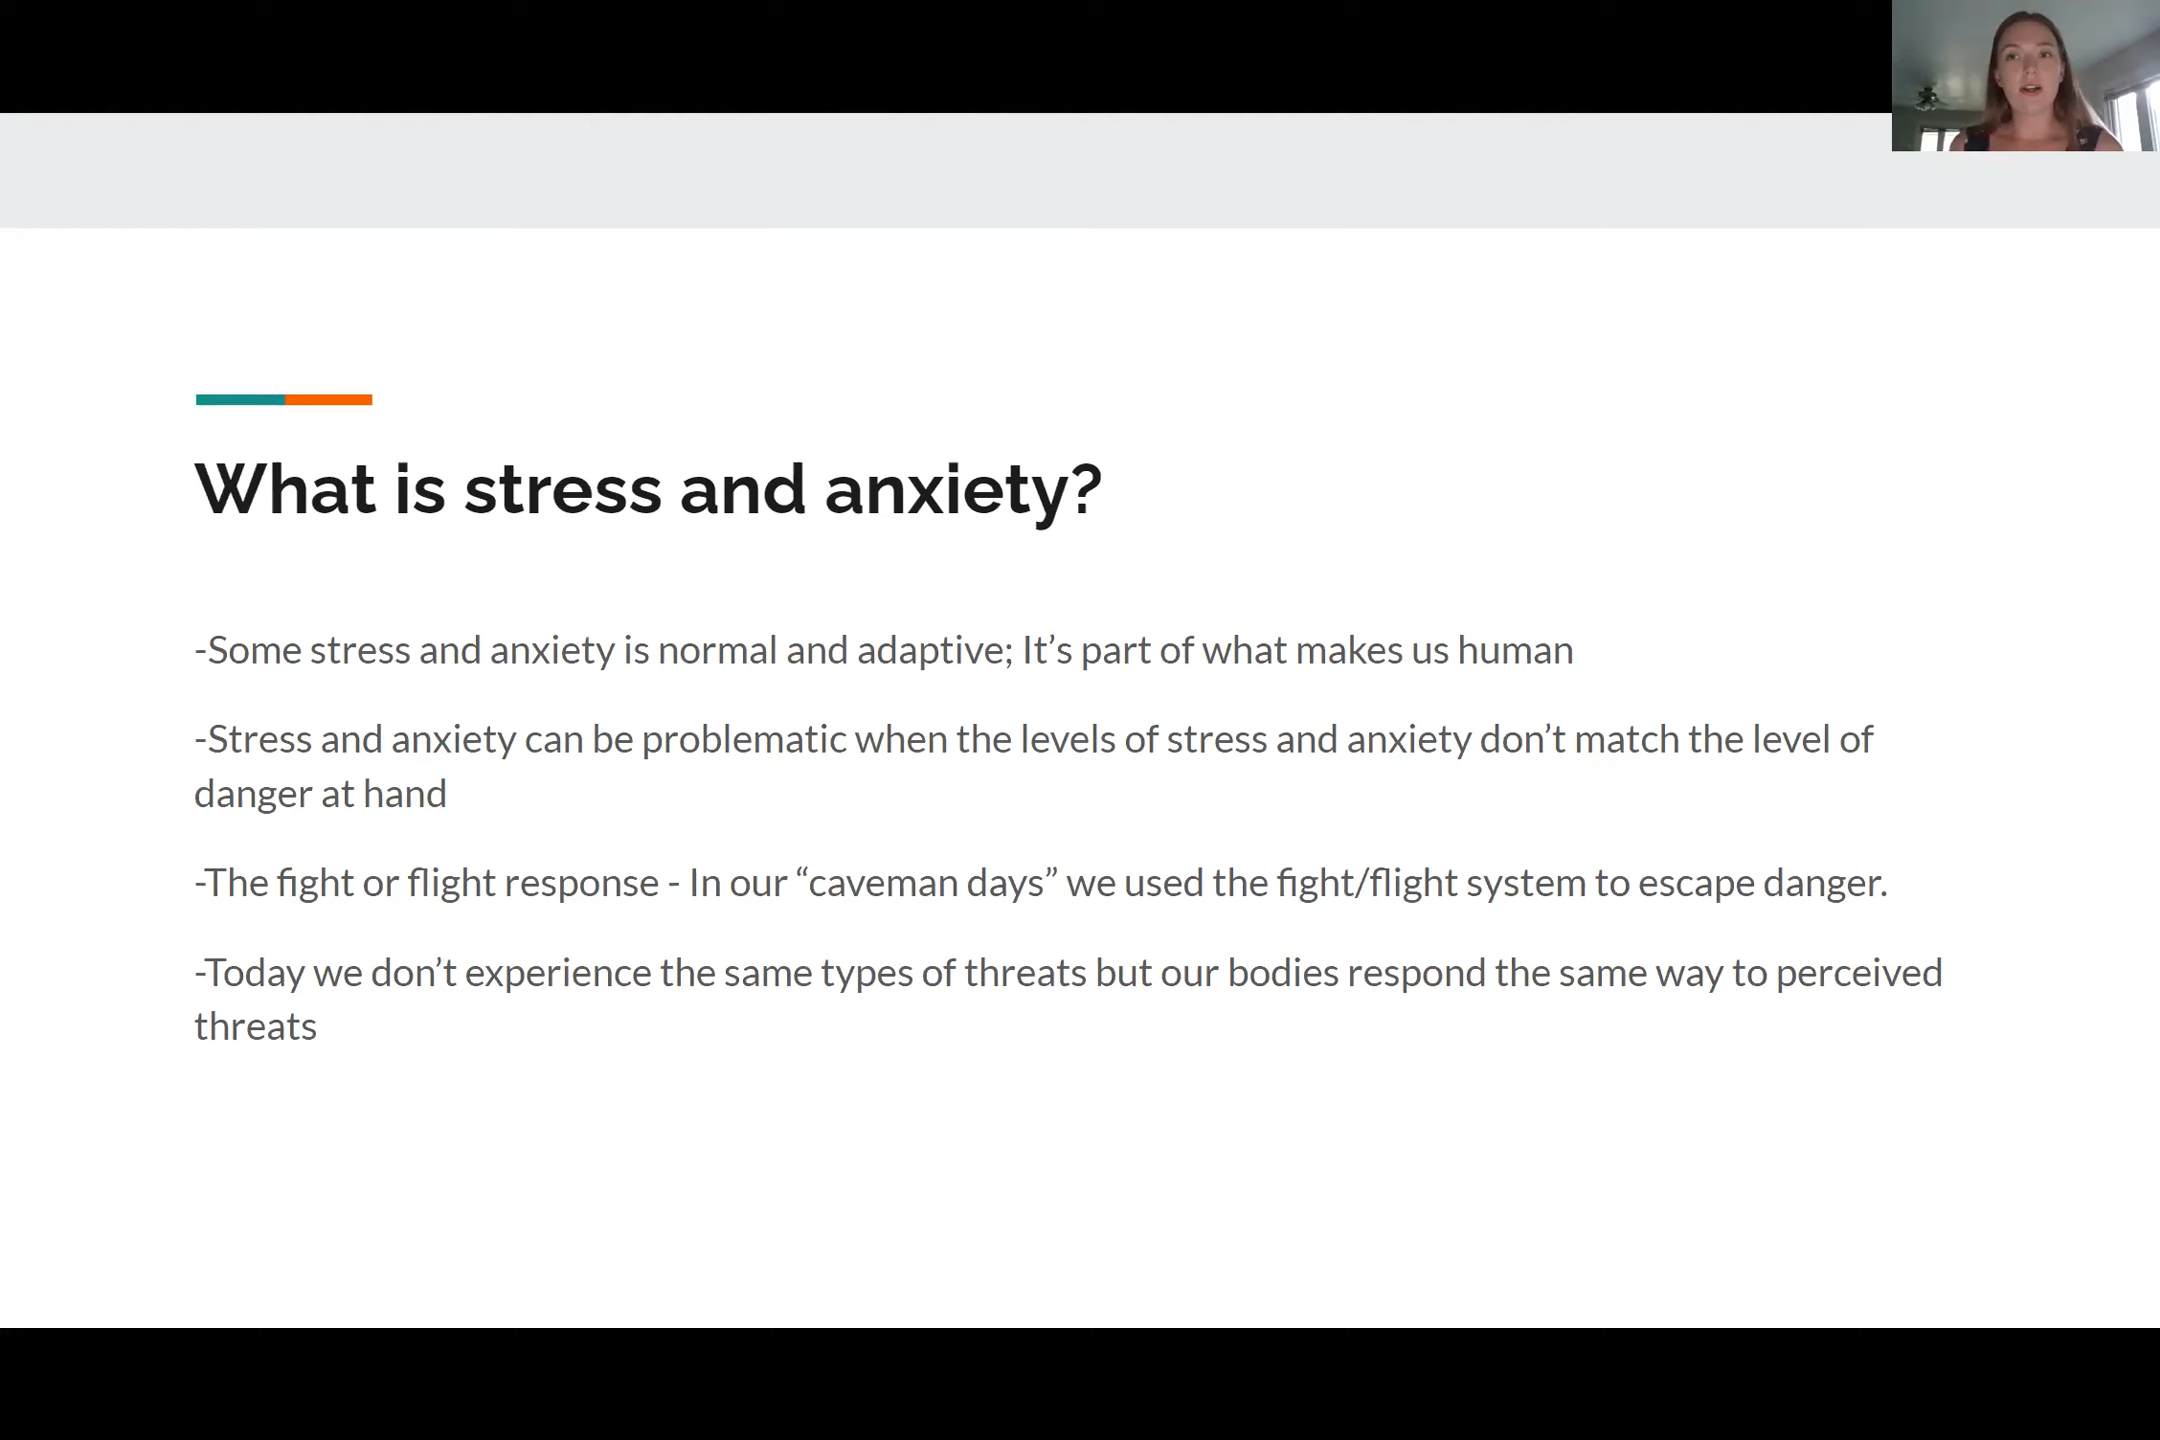 What is stress and anxiety?
-Some stress and anxiety is normal and adaptive; It’s part of what makes us human
-Stress and anxiety can be problematic when the levels of stress and anxiety don’t match the level of
danger at hand
-The fight or flight response - In our “caveman days” we used the fight/flight system to escape danger.
-Today we don’t experience the same types of threats but our bodies respond the same way to perceived
threats